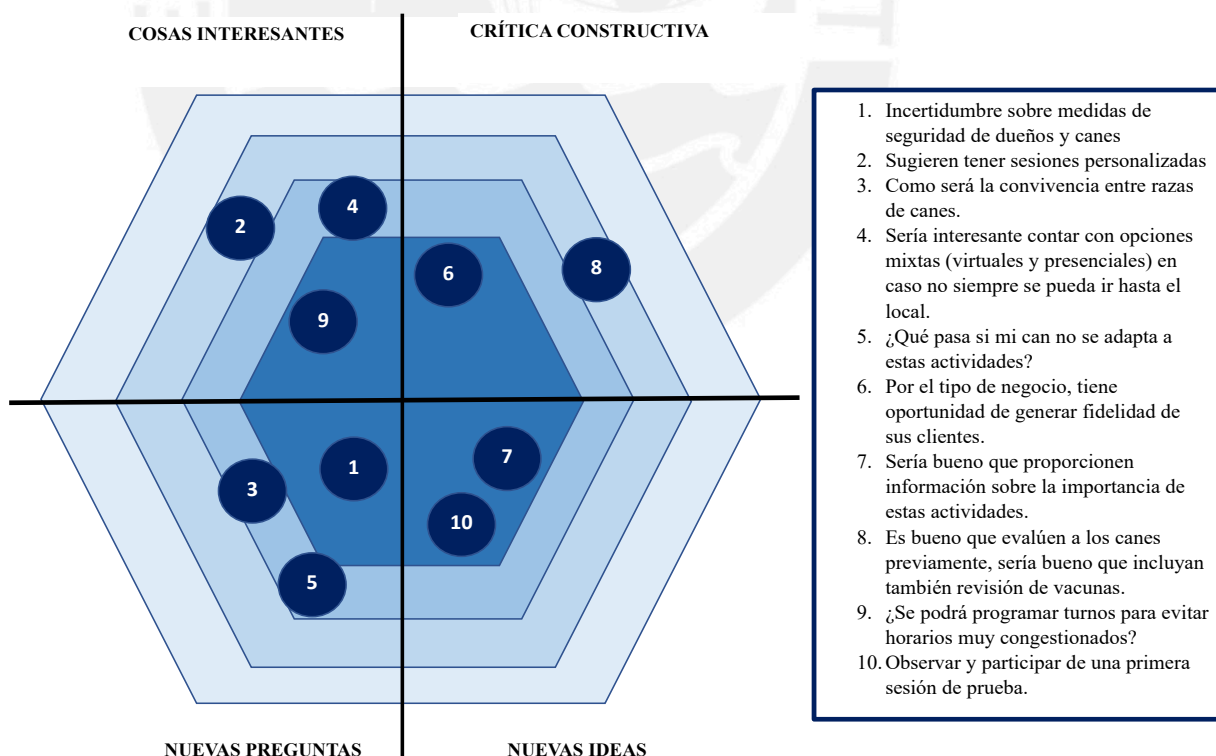 COSAS INTERESANTES
CRÍTICA CONSTRUCTIVA
2
4
6
8
9
1
7
3
10
5
NUEVAS PREGUNTAS
NUEVAS IDEAS
1. Incertidumbre sobre medidas de
seguridad de dueños y canes
2. Sugieren tener sesiones personalizadas
3. Como será la convivencia entre razas
de canes.
4. Sería interesante contar con opciones
mixtas (virtuales y presenciales) en
caso no siempre se pueda ir hasta el
local.
5. ¿Qué pasa si mi can no se adapta a
estas actividades?
6. Por el tipo de negocio, tiene
oportunidad de generar fidelidad de
sus clientes.
7. Sería bueno que proporcionen
información sobre la importancia de
estas actividades.
8. Es bueno que evalúen a los canes
previamente, sería bueno que incluyan
también revisión de vacunas.
9. ¿Se podrá programar turnos para evitar
horarios muy congestionados?
10. Observar y participar de una primera
sesión de prueba.